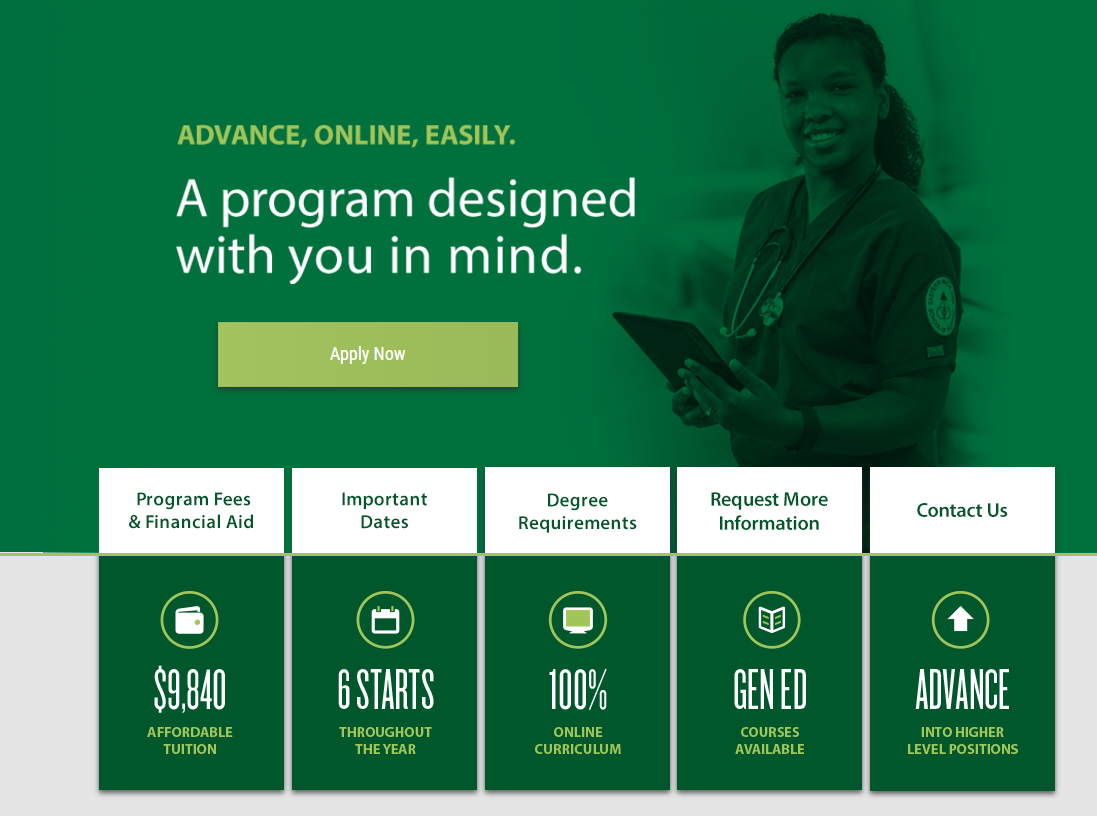 ADVANCE, ONLINE, EASILY.
A program designed
with you in mind.
Apply Now
Program Fees
& Financial Aid
Important
Dates
Degree
Requirements
Request More
Information
Contact Us
$9,840
AFFORDABLE
TUITION
6 STARTS
THROUGHOUT
THE YEAR
100%
ONLINE
CURRICULUM
GEN ED
COURSES
AVAILABLE
ADVANCE
INTO HIGHER
LEVEL POSITIONS